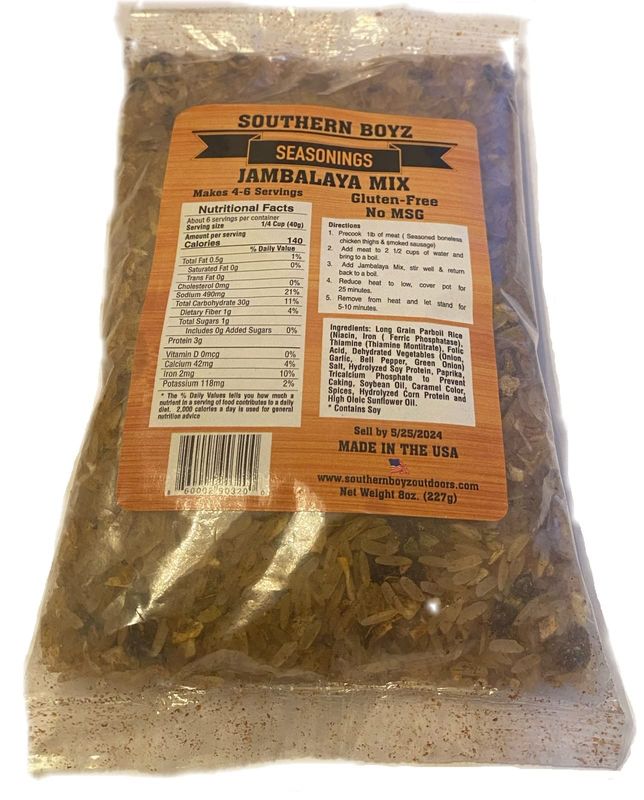 SOUTHERN BOYZ
SEASONINGS
JAMBALAYA MIX
Makes 4-6 Servings
Gluten-Free
No MSG
Nutritional Facts
About 6 servings per container
Serving size 1/4 Cup (40g)
Amount per serving
Calories 140
% Daily Value
Total Fat 0.5g 1%
Saturated Fat 0g 0%
Trans Fat 0g
Cholesterol 0mg 0%
Sodium 490mg 21%
Total Carbohydrate 30g 11%
Dietary Fiber 1g 4%
Total Sugars 1g
Includes 0g Added Sugars 0%
Protein 3g
Vitamin D 0mcg 0%
Calcium 42mg 4%
Iron 2mg 10%
Potassium 118mg 2%
* The % Daily Values tells you how much a
nutrient in a serving of food contributes to a daily
diet. 2,000 calories a day is used for general
nutrition advice
Directions
1. Precook 1lb of meat ( Seasoned boneless
chicken thighs & smoked sausage)
2. Add meat to 2 1/2 cups of water and
bring to a boil.
3. Add Jambalaya Mix, stir well & return
back to a boil.
4. Reduce heat to low, cover pot for
25 minutes.
5. Remove from heat and let stand for
5-10 minutes.
Ingredients: Long Grain Parboil Rice
(Niacin, Iron ( Ferric Phosphatase),
Thiamine (Thiamine Montitrate), Folic
Acid, Dehydrated Vegetables (Onion,
Garlic, Bell Pepper, Green Onion)
Salt, Hydrolyzed Soy Protein, Paprika,
Tricalcium Phosphate to Prevent
Caking, Soybean Oil, Caramel Color,
Spices, Hydrolyzed Corn Protein and
High Oleic Sunflower Oil.
* Contains Soy
Sell by 5/25/2024
MADE IN THE USA
www.southernboyzoutdoors.com
Net Weight 8oz. (227g)